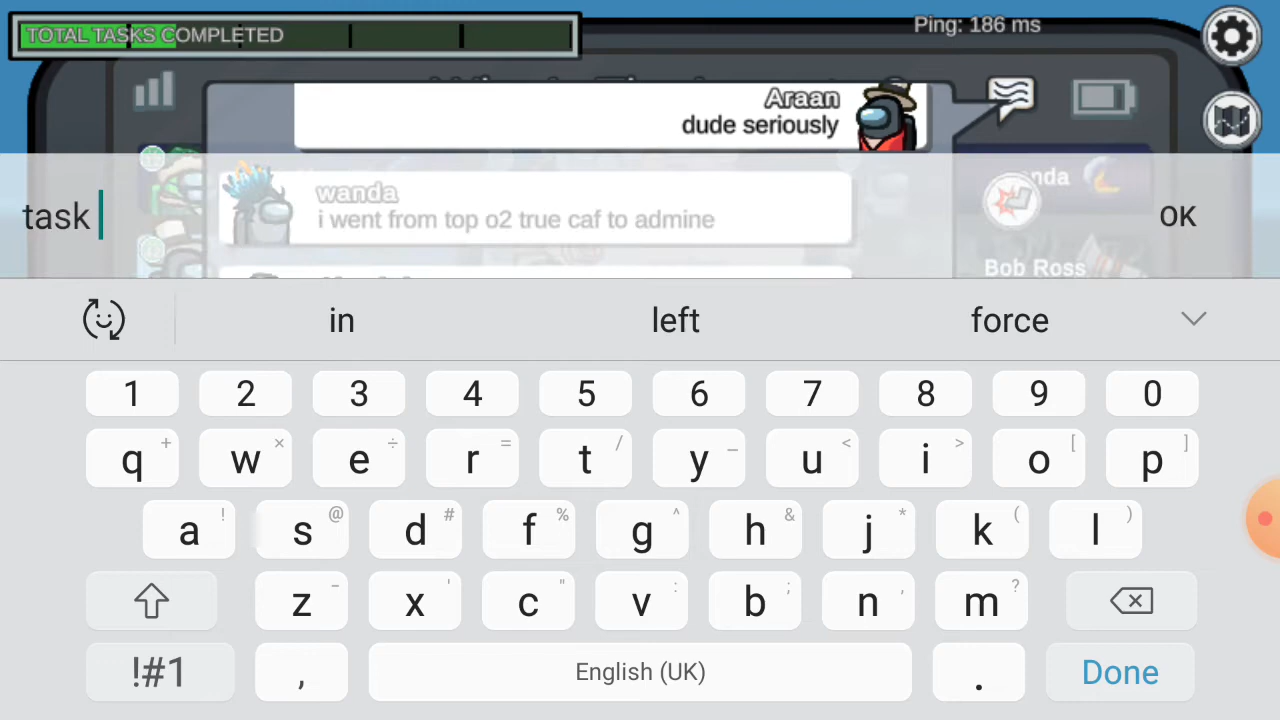 TOTAL TASKS COMPLETED
Ping: 186 ms
Araan
dude seriously
wanda
i went from top o2 true caf to admine
Bob Ross
task
OK
in left force
1 2 3 4 5 6 7 8 9 0
q + w × e ÷ r = t / y _ u < i > o [ p ]
a ! s @ d # f % g ^ h & j * k ( l )
z - x ' c " v : b ; n , m ?
!#1 , English (UK) . Done